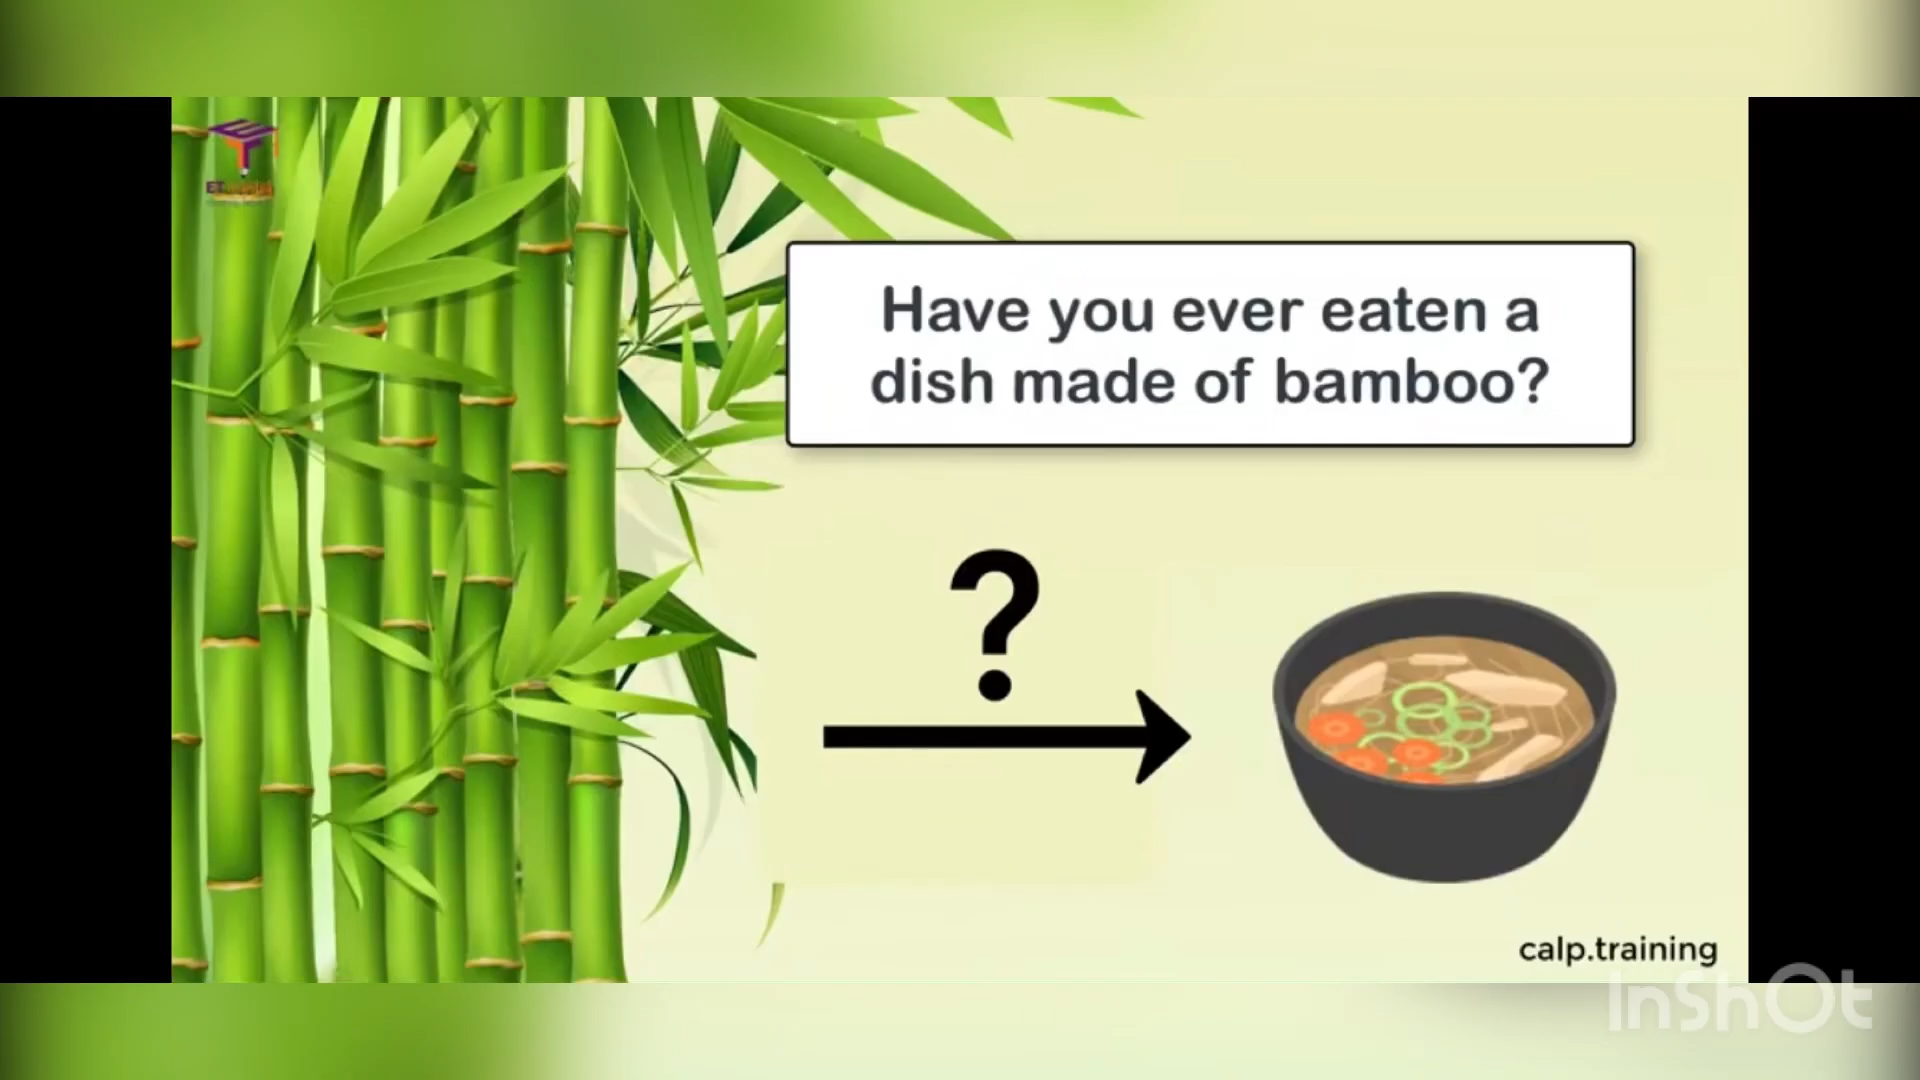 Have you ever eaten a
dish made of bamboo?
?
calp.training
InShOt